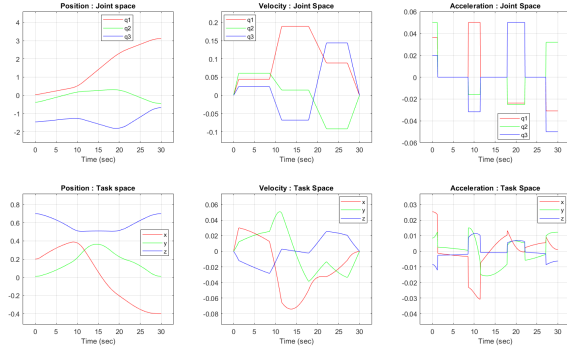 Position : Joint space
q1
q2
q3
4
2
0
-2
0 5 10 15 20 25 30
Time (sec)
Velocity : Joint Space
q1
q2
q3
0.2
0.15
0.1
0.05
0
-0.05
-0.1
0 5 10 15 20 25 30
Time (sec)
Acceleration : Joint Space
q1
q2
q3
0.06
0.04
0.02
0
-0.02
-0.04
-0.06
0 5 10 15 20 25 30
Time (sec)
Position : Task space
x
y
z
0.8
0.6
0.4
0.2
0
-0.2
-0.4
0 5 10 15 20 25 30
Time (sec)
Velocity : Task Space
x
y
z
0.06
0.04
0.02
0
-0.02
-0.04
-0.06
-0.08
0 5 10 15 20 25 30
Time (sec)
Acceleration : Task Space
x
y
z
0.03
0.02
0.01
0
-0.01
-0.02
-0.03
-0.04
0 5 10 15 20 25 30
Time (sec)